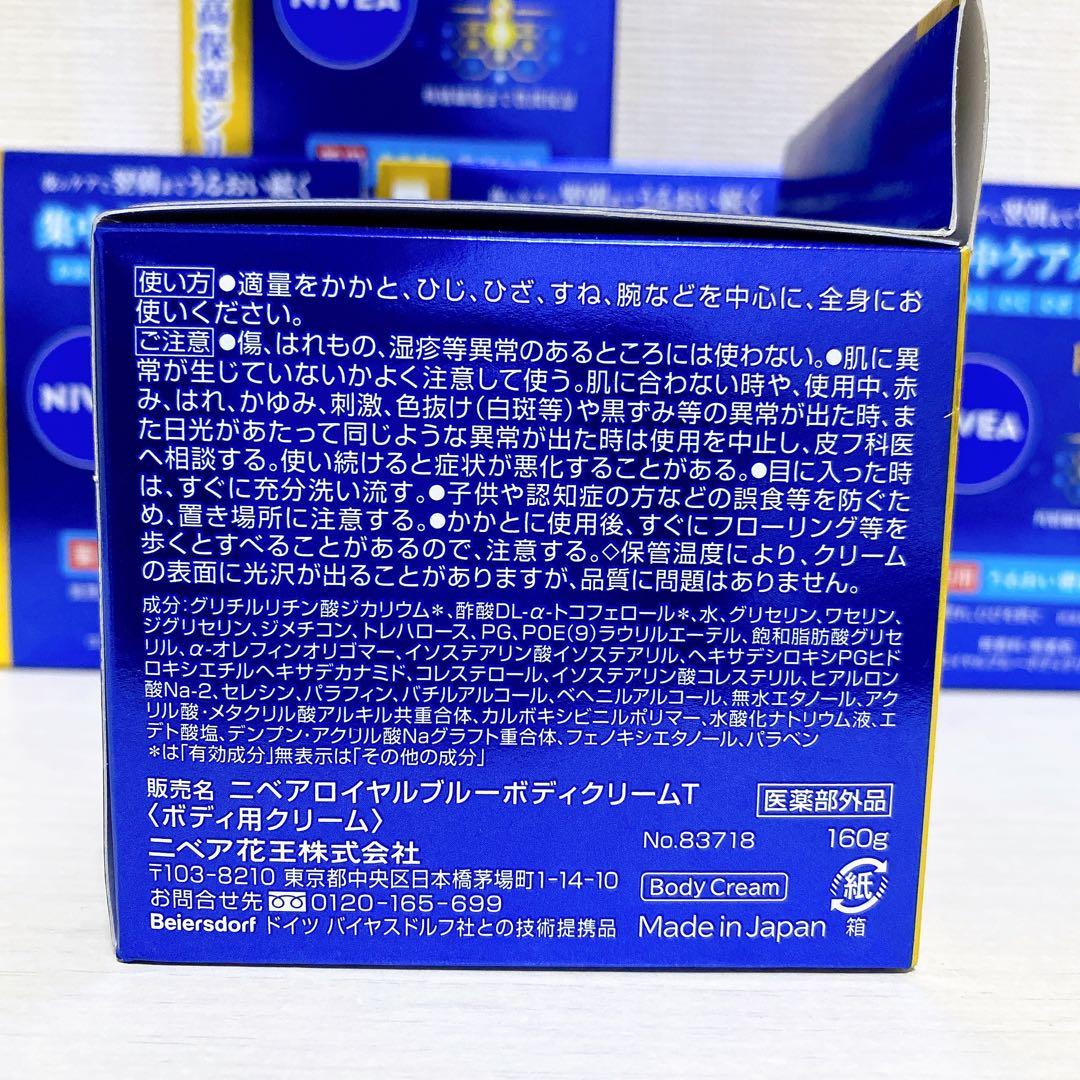 高保湿シリ
NIVEA
夜のケアで翌朝までうるおい続く
集中
使い方 ●適量をかかと、ひじ、ひざ、すね、腕などを中心に、全身にお
使いください。
ご注意 ●傷、はれもの、湿疹等異常のあるところには使わない。●肌に異
常が生じていないかよく注意して使う。肌に合わない時や、使用中、赤
み、はれ、かゆみ、刺激、色抜け(白斑等)や黒ずみ等の異常が出た時、ま
た日光があたって同じような異常が出た時は使用を中止し、皮フ科医
へ相談する。使い続けると症状が悪化することがある。●目に入った時
は、すぐに充分洗い流す。●子供や認知症の方などの誤食等を防ぐた
め、置き場所に注意する。●かかとに使用後、すぐにフローリング等を
歩くとすべることがあるので、注意する。◇保管温度により、クリーム
の表面に光沢が出ることがありますが、品質に問題はありません。
成分:グリチルリチン酸ジカリウム*、酢酸DL-α-トコフェロール*、水、グリセリン、ワセリン、
ジグリセリン、ジメチコン、トレハロース、PG、POE(9)ラウリルエーテル、飽和脂肪酸グリセ
リル、α-オレフィンオリゴマー、イソステアリン酸イソステアリル、ヘキサデシロキシPGヒド
ロキシエチルヘキサデカナミド、コレステロール、イソステアリン酸コレステリル、ヒアルロン
酸Na-2、セレシン、パラフィン、バチルアルコール、ベヘニルアルコール、無水エタノール、アク
リル酸・メタクリル酸アルキル共重合体、カルボキシビニルポリマー、水酸化ナトリウム液、エ
デト酸塩、デンプン・アクリル酸Naグラフト重合体、フェノキシエタノール、パラベン
*は「有効成分」無表示は「その他の成分」
販売名 ニベアロイヤルブルーボディクリームT
〈ボディ用クリーム〉
医薬部外品
ニベア花王株式会社
No.83718 160g
〒103-8210 東京都中央区日本橋茅場町1-14-10
お問合せ先 0120-165-699
Body Cream
紙
箱
Beiersdorf ドイツ バイヤスドルフ社との技術提携品
Made in Japan
NIV
中ケア
VEA